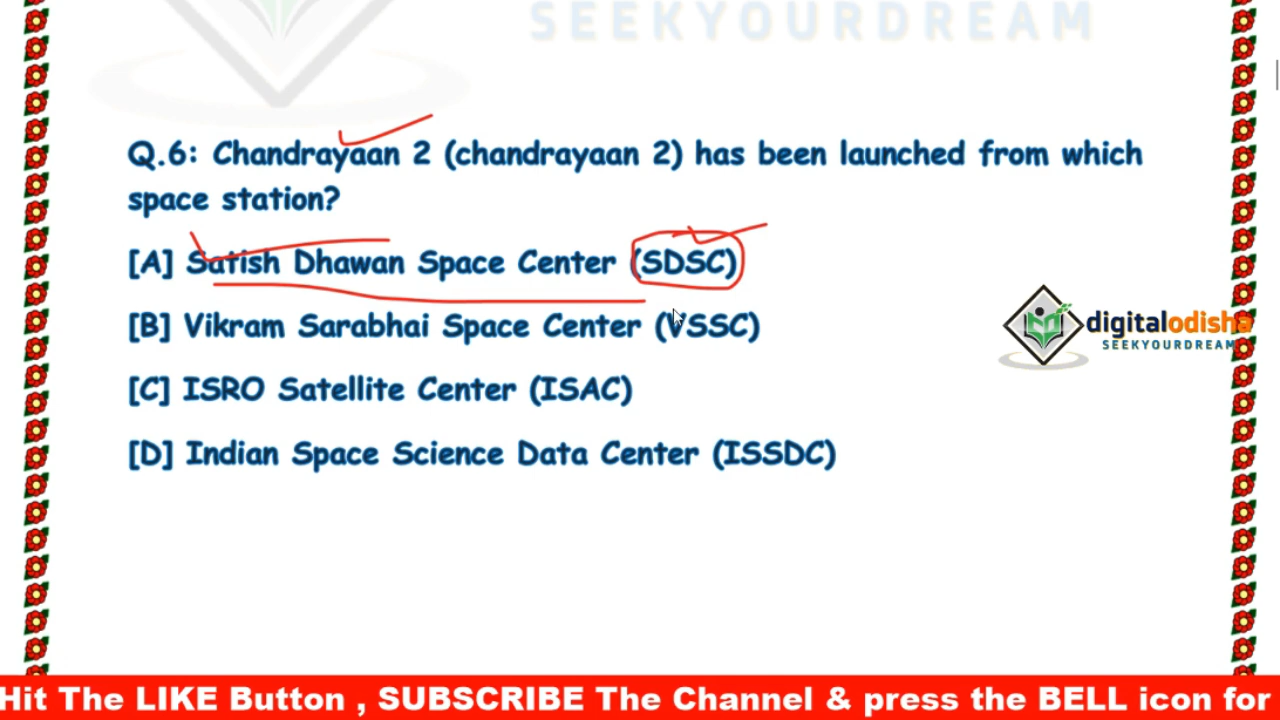 SEEKYOURDREAM
Q.6: Chandrayaan 2 (chandrayaan 2) has been launched from which
space station?
[A] Satish Dhawan Space Center (SDSC)
[B] Vikram Sarabhai Space Center (VSSC)
[C] ISRO Satellite Center (ISAC)
[D] Indian Space Science Data Center (ISSDC)
digitalodisha
SEEKYOURDREAM
Hit The LIKE Button , SUBSCRIBE The Channel & press the BELL icon for